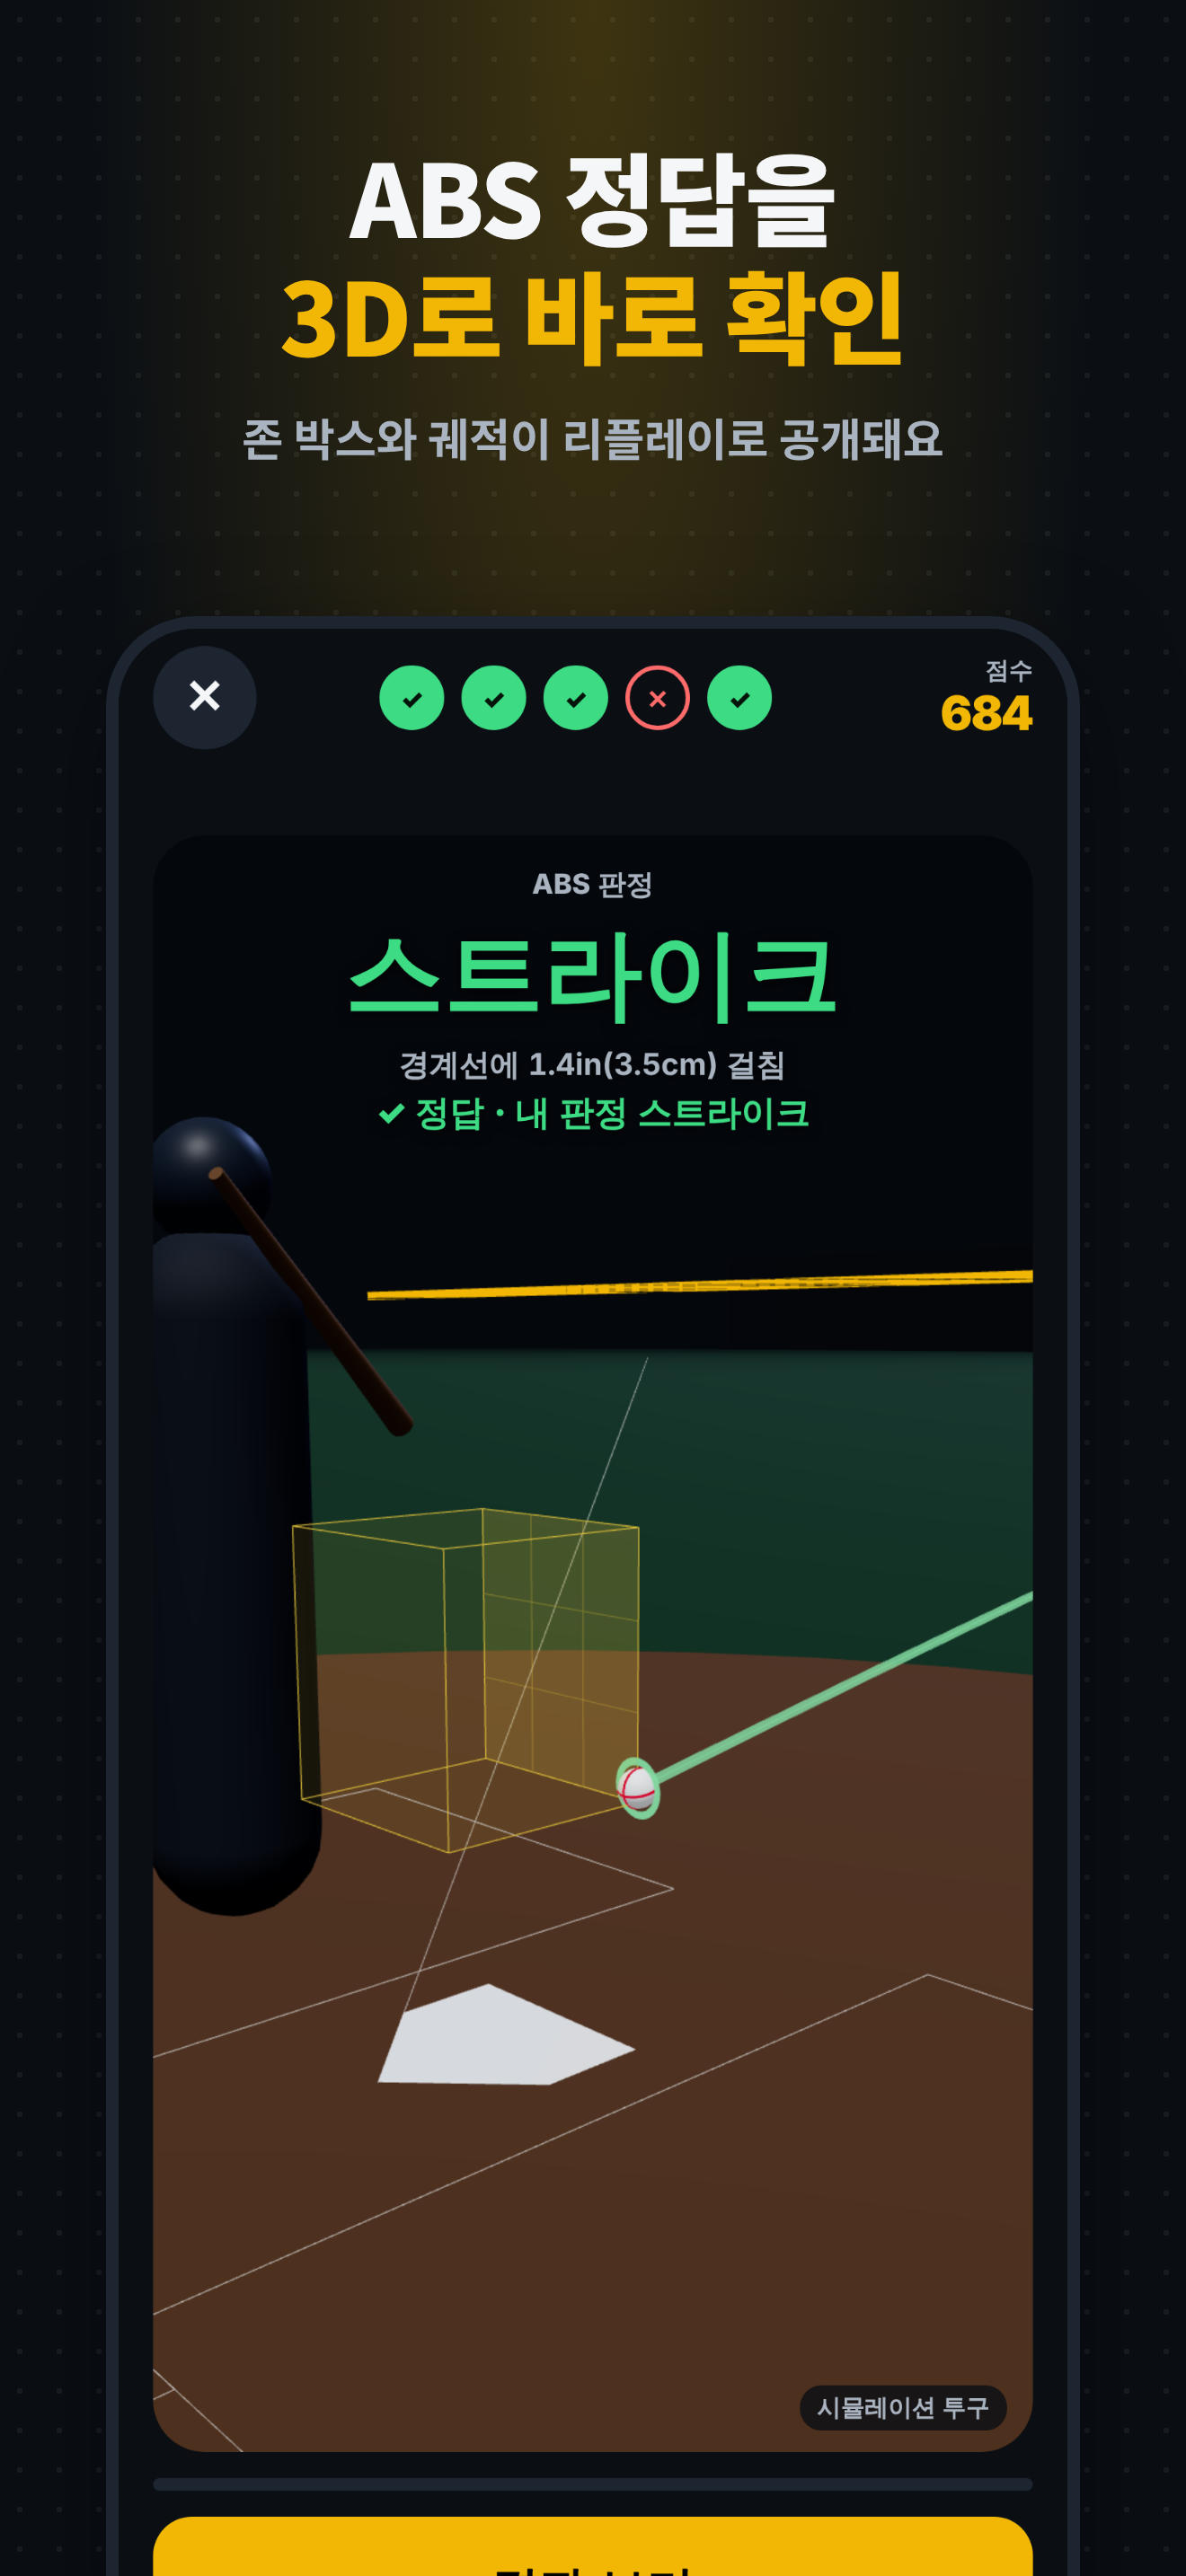 ABS 정답을
3D로 바로 확인
존 박스와 궤적이 리플레이로 공개돼요
점수
684
ABS 판정
스트라이크
경계선에 1.4in(3.5cm) 걸침
✓ 정답 · 내 판정 스트라이크
시뮬레이션 투구